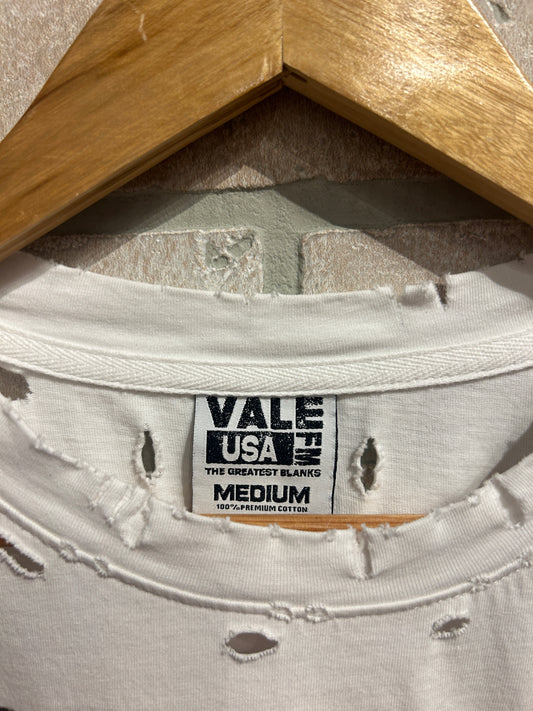 VALE
FM
USA
THE GREATEST BLANKS
MEDIUM
100% PREMIUM COTTON